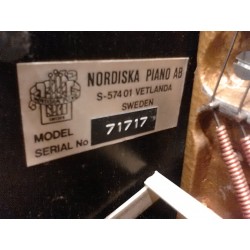 NORDISKA PIANO AB
S-574 01 VETLANDA
SWEDEN
MODEL
SERIAL No 71717